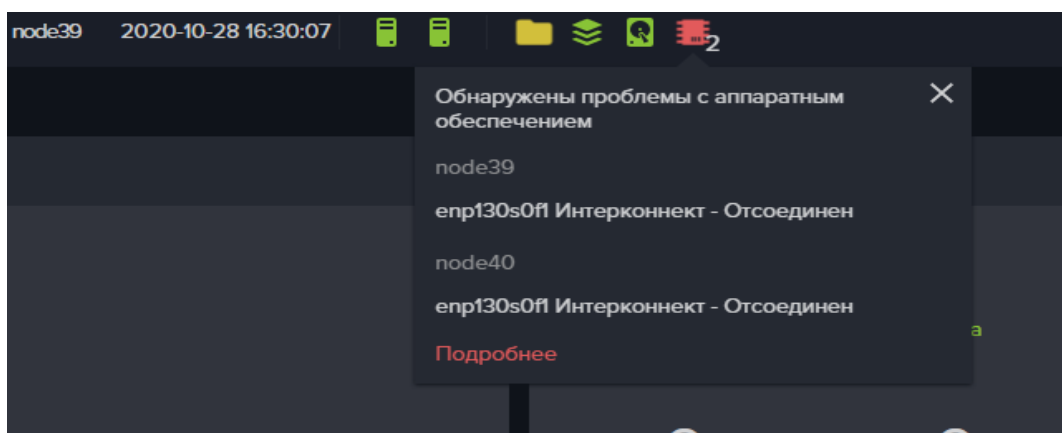 node39 2020-10-28 16:30:07 2
Обнаружены проблемы с аппаратным
обеспечением
node39
enp130s0f1 Интерконнект - Отсоединен
node40
enp130s0f1 Интерконнект - Отсоединен
а
Подробнее